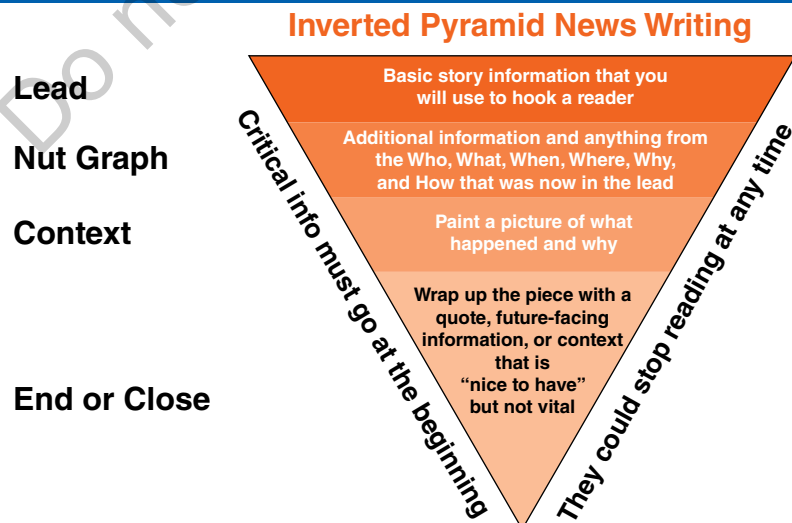 Do no
Inverted Pyramid News Writing
Lead
Basic story information that you
will use to hook a reader
Nut Graph
Additional information and anything from
the Who, What, When, Where, Why,
and How that was now in the lead
Context
Paint a picture of what
happened and why
End or Close
Wrap up the piece with a
quote, future-facing
information, or context
that is
“nice to have”
but not vital
Critical info must go at the beginning
They could stop reading at any time